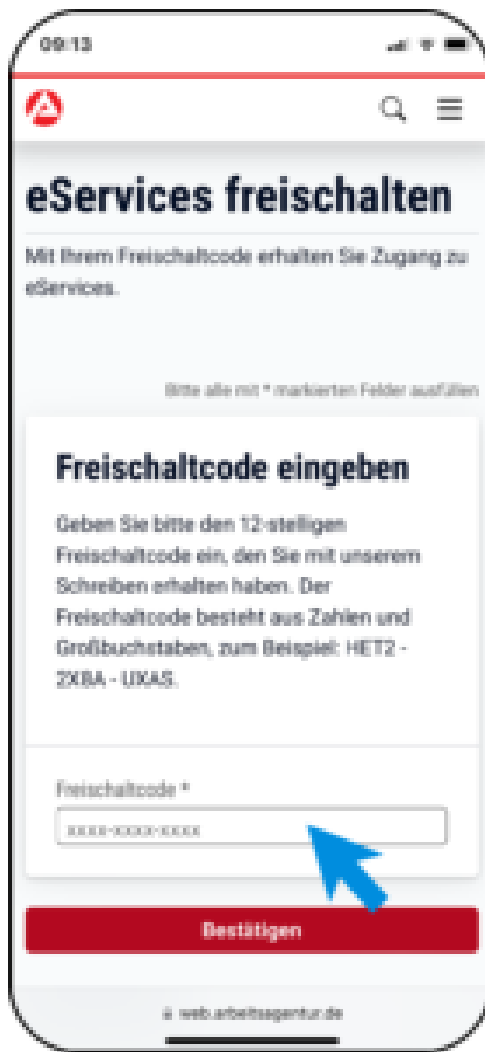 09:13
eServices freischalten
Mit Ihrem Freischaltcode erhalten Sie Zugang zu
eServices.
Bitte alle mit * markierten Felder ausfüllen
Freischaltcode eingeben
Geben Sie bitte den 12-stelligen
Freischaltcode ein, den Sie mit unserem
Schreiben erhalten haben. Der
Freischaltcode besteht aus Zahlen und
Großbuchstaben, zum Beispiel: HET2 -
2X8A - UXAS.
Freischaltcode *
xxxx-xxxx-xxxx
Bestätigen
web.arbeitsagentur.de